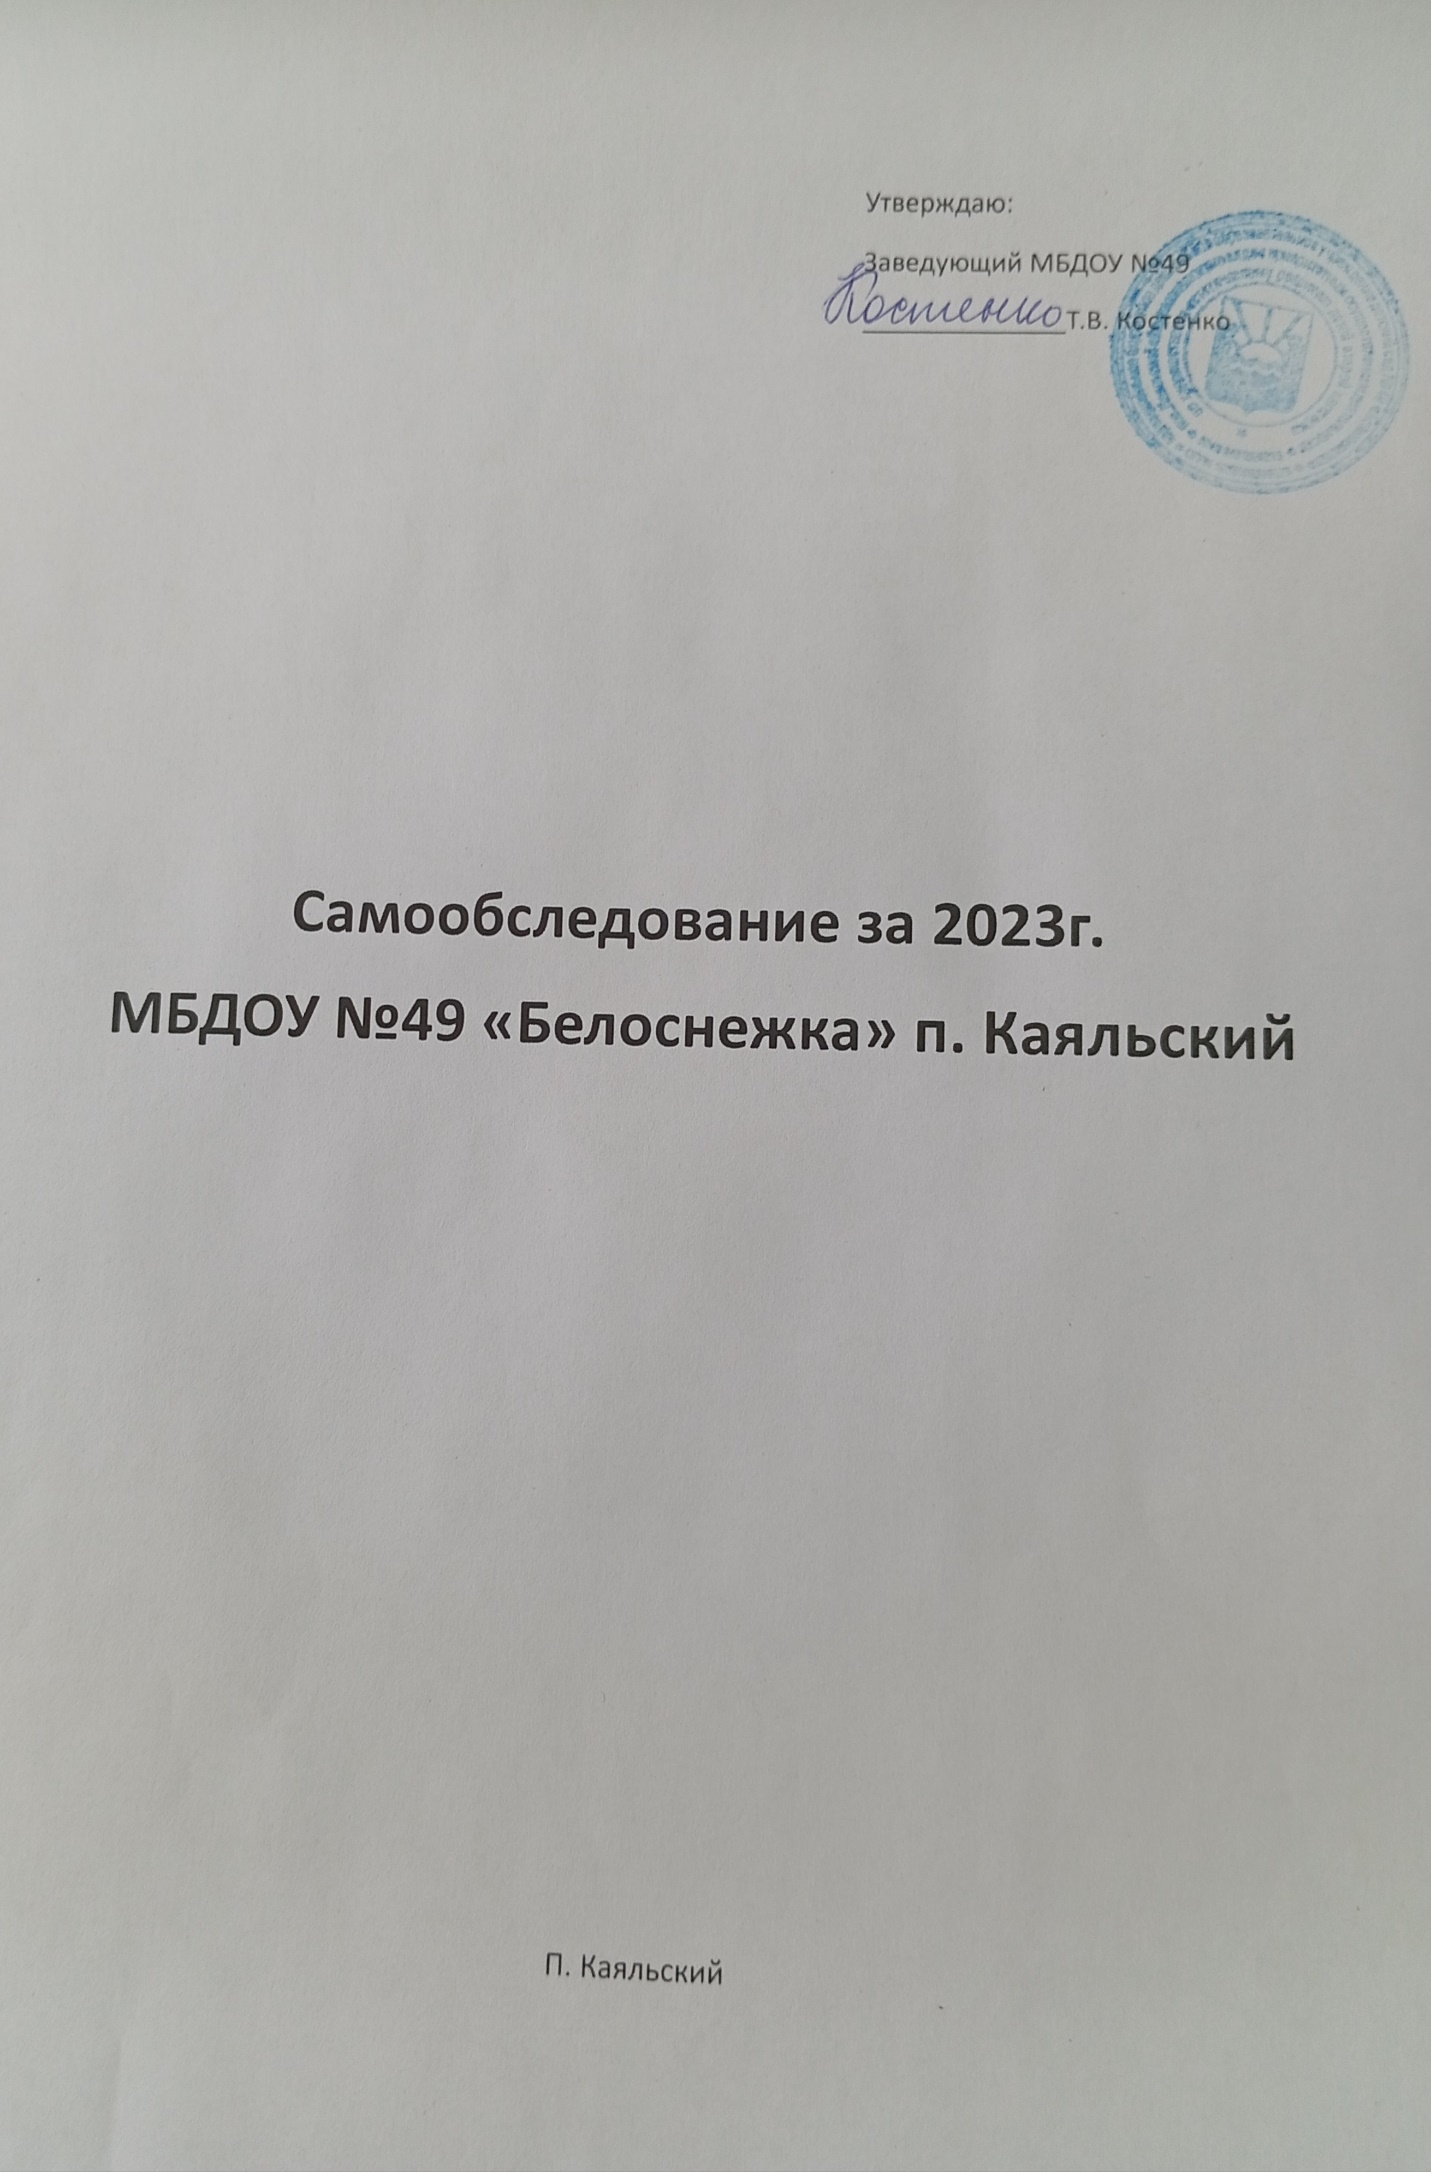 Утверждаю:
Заведующий МБДОУ №49
Костенко Т.В. Костенко
Самообследование за 2023г.
МБДОУ №49 «Белоснежка» п. Каяльский
П. Каяльский